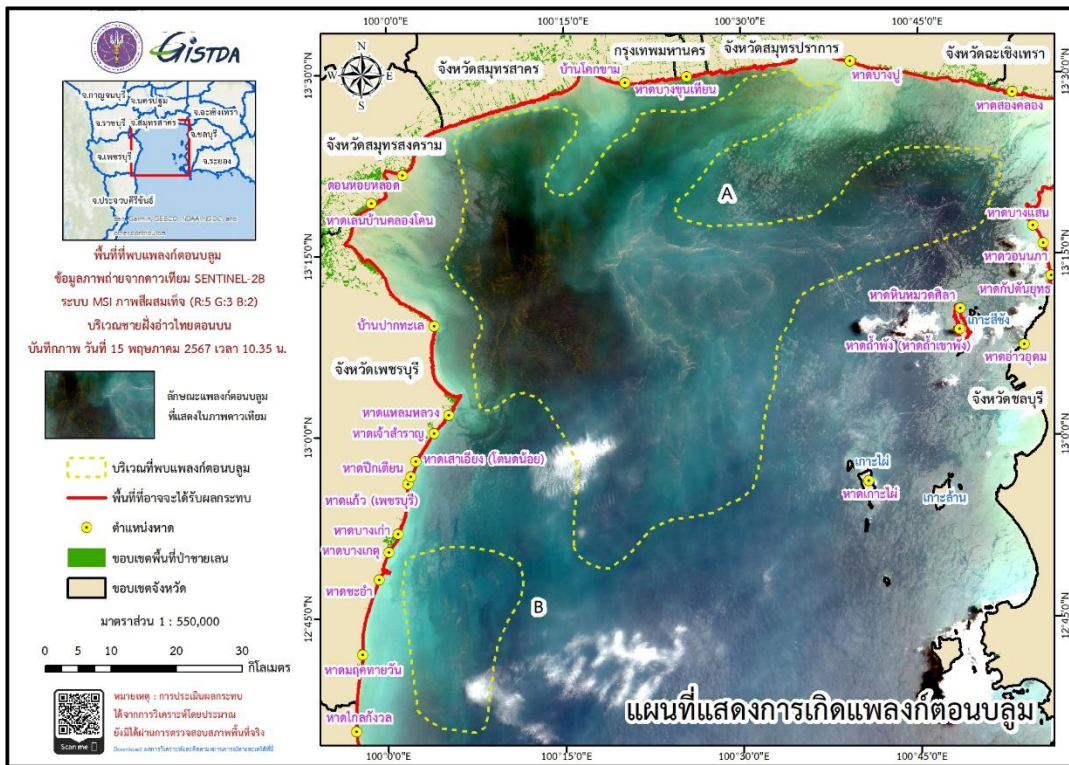 GISTDA
จ.กาญจนบุรี
จ.นครปฐม
จ.ราชบุรี
จ.สมุทรสาคร
จ.ฉะเชิงเทรา
จ.ชลบุรี
จ.เพชรบุรี
จ.ระยอง
จ.ประจวบคีรีขันธ์
พื้นที่ที่พบแพลงก์ตอนบลูม
ข้อมูลภาพถ่ายจากดาวเทียม SENTINEL-2B
ระบบ MSI ภาพสีผสมเท็จ (R:5 G:3 B:2)
บริเวณชายฝั่งอ่าวไทยตอนบน
บันทึกภาพ วันที่ 15 พฤษภาคม 2567 เวลา 10.35 น.
ลักษณะแพลงก์ตอนบลูม
ที่แสดงในภาพดาวเทียม
บริเวณที่พบแพลงก์ตอนบลูม
พื้นที่ที่อาจจะได้รับผลกระทบ
ตำแหน่งหาด
ขอบเขตพื้นที่ป่าชายเลน
ขอบเขตจังหวัด
มาตราส่วน 1 : 550,000
0 5 10 20 30 กิโลเมตร
Scan me
หมายเหตุ : การประเมินผลกระทบ
ได้จากการวิเคราะห์โดยประมาณ
ยังมิได้ผ่านการตรวจสอบสภาพพื้นที่จริง
100°0'0"E 100°15'0"E 100°30'0"E 100°45'0"E
13°30'0"N
13°15'0"N
13°0'0"N
12°45'0"N
N
W E
S
จังหวัดสมุทรสาคร
บ้านโคกขาม
กรุงเทพมหานคร
หาดบางขุนเทียน
จังหวัดสมุทรปราการ
หาดบางปู
จังหวัดฉะเชิงเทรา
หาดสองคลอง
จังหวัดสมุทรสงคราม
ดอนหอยหลอด
หาดเลนบ้านคลองโคน
A
หาดบางแสน
หาดวอนนภา
หาดกัปตันยุทธ
หาดหินหมวดศิลา
เกาะสีชัง
หาดถ้ำพัง (หาดถ้ำเขาพัง)
หาดอ่าวอุดม
จังหวัดชลบุรี
บ้านปากทะเล
จังหวัดเพชรบุรี
หาดแหลมหลวง
หาดเจ้าสำราญ
หาดเสาเอียง (โตนดน้อย)
หาดปึกเตียน
หาดแก้ว (เพชรบุรี)
หาดบางเก่า
หาดบางเกตุ
หาดชะอำ
เกาะไผ่
หาดเกาะไผ่
เกาะล้าน
B
หาดมฤคทายวัน
หาดไกลกังวล
แผนที่แสดงการเกิดแพลงก์ตอนบลูม
100°0'0"E 100°15'0"E 100°30'0"E 100°45'0"E
13°30'0"N
13°15'0"N
13°0'0"N
12°45'0"N